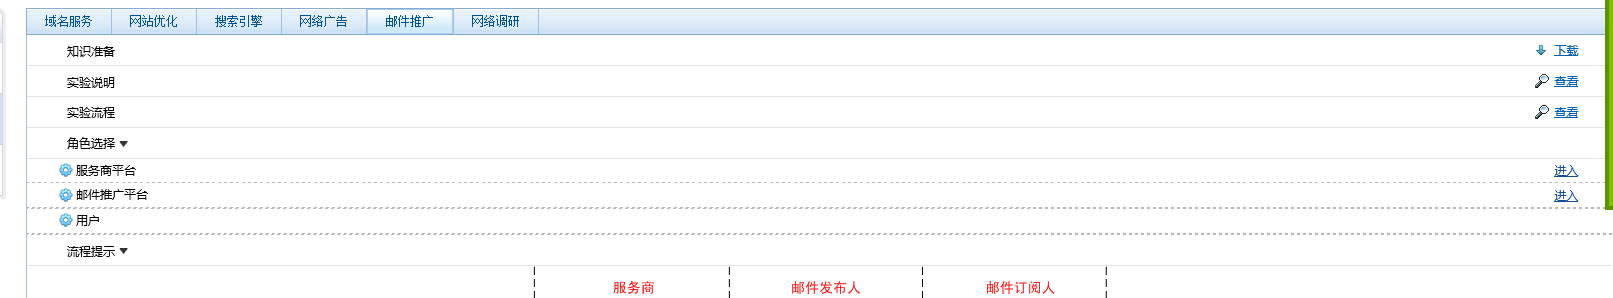 域名服务 网站优化 搜索引擎 网络广告 邮件推广 网络调研
知识准备 下载
实验说明 查看
实验流程 查看
角色选择
服务商平台 进入
邮件推广平台 进入
用户
流程提示
服务商 邮件发布人 邮件订阅人